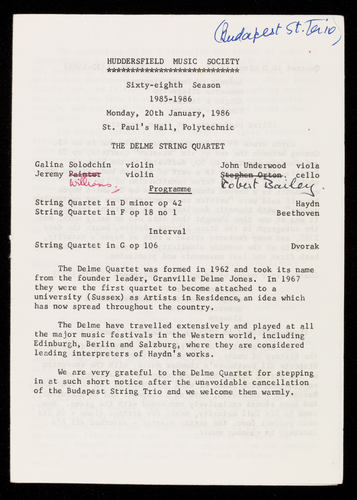 (Budapest St. Trio)
HUDDERSFIELD MUSIC SOCIETY
****************************
Sixty-eighth Season
1985-1986
Monday, 20th January, 1986
St. Paul's Hall, Polytechnic
THE DELME STRING QUARTET
Galina Solodchin violin John Underwood viola
Jeremy Painter violin Stephen Orton cello
Williams; Robert Bailey.
Programme
String Quartet in D minor op 42 Haydn
String Quartet in F op 18 no 1 Beethoven
Interval
String Quartet in G op 106 Dvorak
The Delme Quartet was formed in 1962 and took its name
from the founder leader, Granville Delme Jones. In 1967
they were the first quartet to become attached to a
university (Sussex) as Artists in Residence, an idea which
has now spread throughout the country.
The Delme have travelled extensively and played at all
the major music festivals in the Western world, including
Edinburgh, Berlin and Salzburg, where they are considered
leading interpreters of Haydn's works.
We are very grateful to the Delme Quartet for stepping
in at such short notice after the unavoidable cancellation
of the Budapest String Trio and we welcome them warmly.